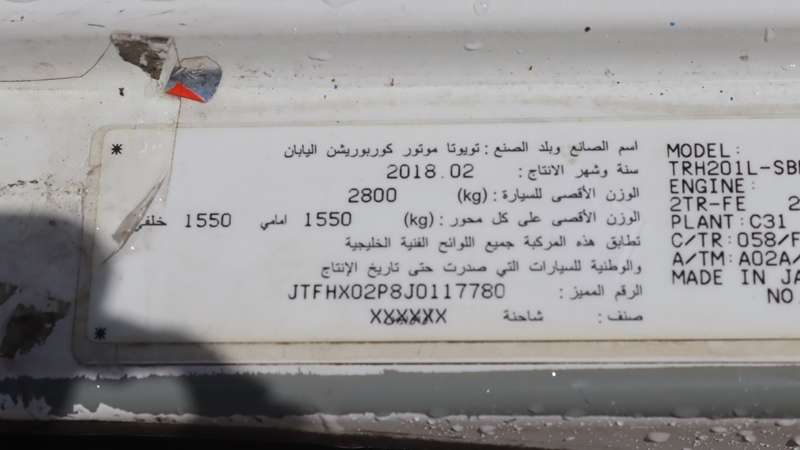 اسم الصانع وبلد الصنع : تويوتا موتور كوربوريشن اليابان
سنة وشهر الانتاج : 2018.02
الوزن الأقصى للسيارة : (kg) 2800
الوزن الأقصى على كل محور : (kg) 1550 امامي 1550 خلفي
تطابق هذه المركبة جميع اللوائح الفنية الخليجية
والوطنية للسيارات التي صدرت حتى تاريخ الإنتاج
الرقم المميز : JTFHX02P8J0117780
صنف : شاحنة XXXXXX
MODEL:
TRH201L-SB
ENGINE:
2TR-FE 2
PLANT:C31
C/TR:058/F
A/TM:A02A/
MADE IN JA
NO